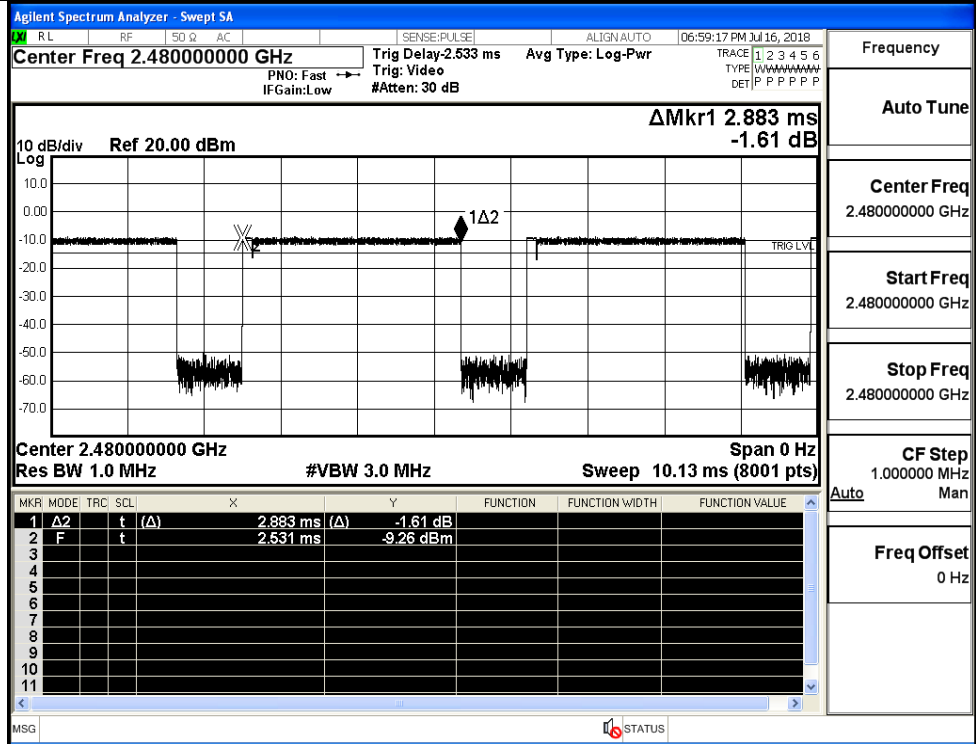 Agilent Spectrum Analyzer - Swept SA
LXI RL RF 50 Ω AC SENSE:PULSE ALIGNAUTO 06:59:17 PM Jul 16, 2018
Center Freq 2.480000000 GHz
PNO: Fast
IFGain:Low
Trig Delay-2.533 ms
Trig: Video
#Atten: 30 dB
Avg Type: Log-Pwr
TRACE 1 2 3 4 5 6
TYPE WWWWWW
DET P P P P P P
ΔMkr1 2.883 ms
-1.61 dB
10 dB/div Ref 20.00 dBm
Log
10.0
0.00
-10.0
-20.0
-30.0
-40.0
-50.0
-60.0
-70.0
1Δ2
2
TRIG LVL
Center 2.480000000 GHz Span 0 Hz
Res BW 1.0 MHz #VBW 3.0 MHz Sweep 10.13 ms (8001 pts)
MKR MODE TRC SCL X Y FUNCTION FUNCTION WIDTH FUNCTION VALUE
1 Δ2 t (Δ) 2.883 ms (Δ) -1.61 dB
2 F t 2.531 ms -9.26 dBm
3
4
5
6
7
8
9
10
11
MSG STATUS
Frequency
Auto Tune
Center Freq
2.480000000 GHz
Start Freq
2.480000000 GHz
Stop Freq
2.480000000 GHz
CF Step
1.000000 MHz
Auto Man
Freq Offset
0 Hz